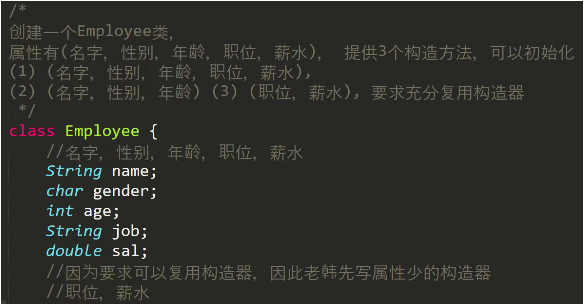 /*
创建一个Employee类,
属性有(名字, 性别, 年龄, 职位, 薪水), 提供3个构造方法, 可以初始化
(1) (名字, 性别, 年龄, 职位, 薪水),
(2) (名字, 性别, 年龄) (3) (职位, 薪水), 要求充分复用构造器
*/
class Employee {
//名字, 性别, 年龄, 职位, 薪水
String name;
char gender;
int age;
String job;
double sal;
//因为要求可以复用构造器, 因此老韩先写属性少的构造器
//职位, 薪水